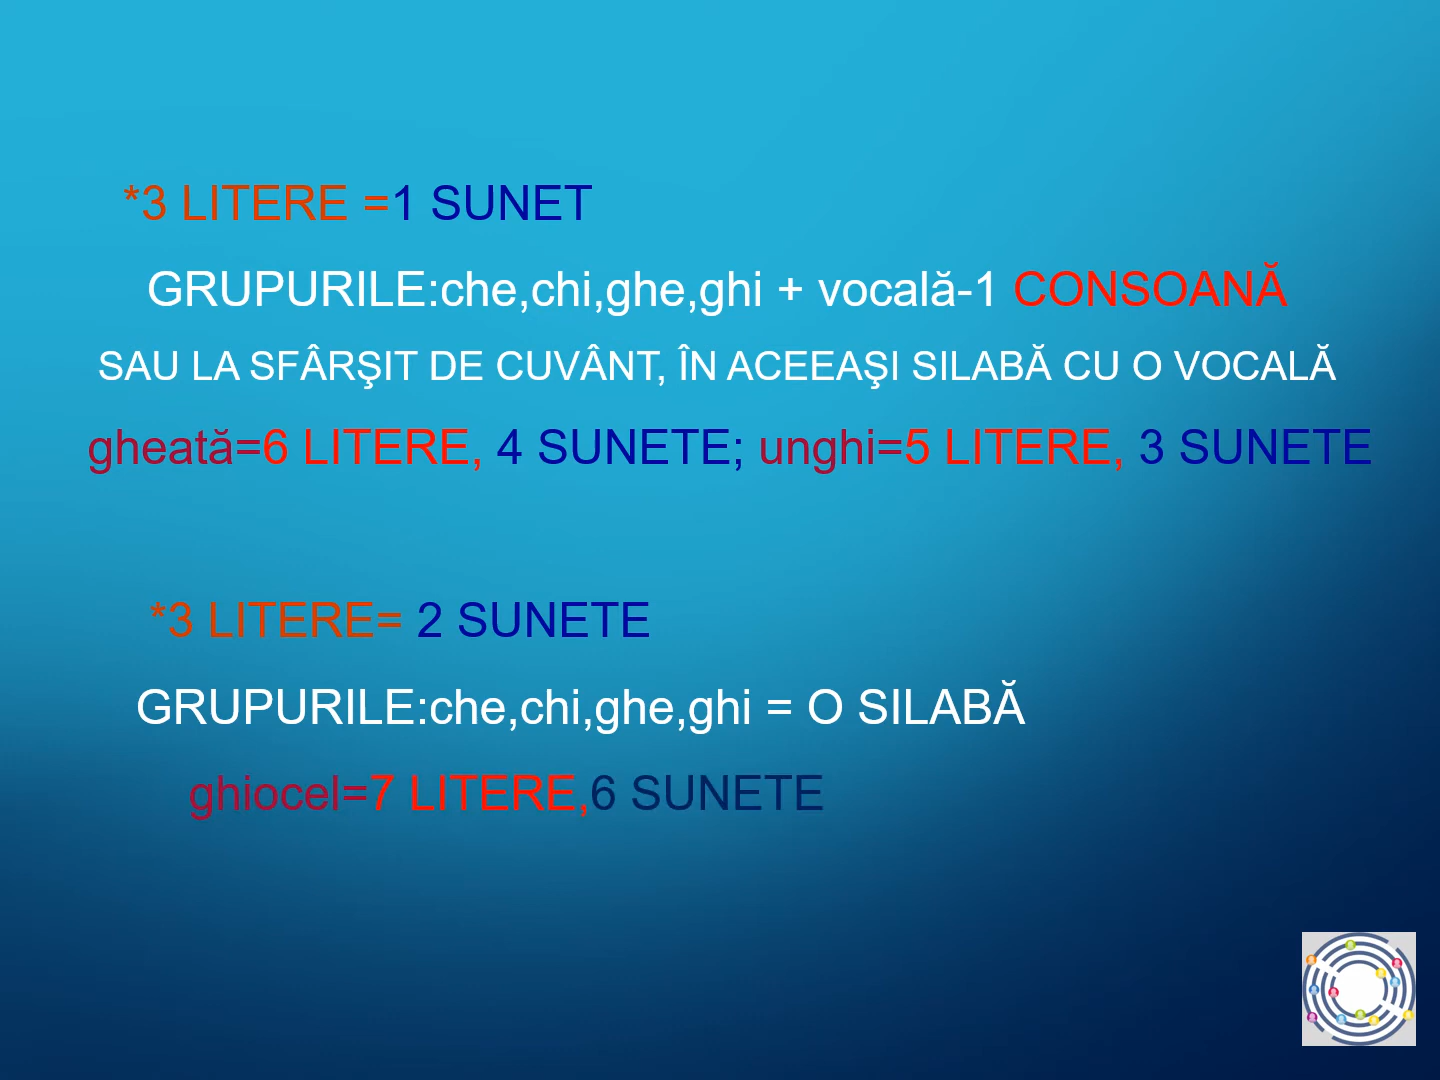 *3 LITERE =1 SUNET
GRUPURILE:che,chi,ghe,ghi + vocală-1 CONSOANĂ
SAU LA SFÂRŞIT DE CUVÂNT, ÎN ACEEAŞI SILABĂ CU O VOCALĂ
gheată=6 LITERE, 4 SUNETE; unghi=5 LITERE, 3 SUNETE
*3 LITERE= 2 SUNETE
GRUPURILE:che,chi,ghe,ghi = O SILABĂ
ghiocel=7 LITERE,6 SUNETE